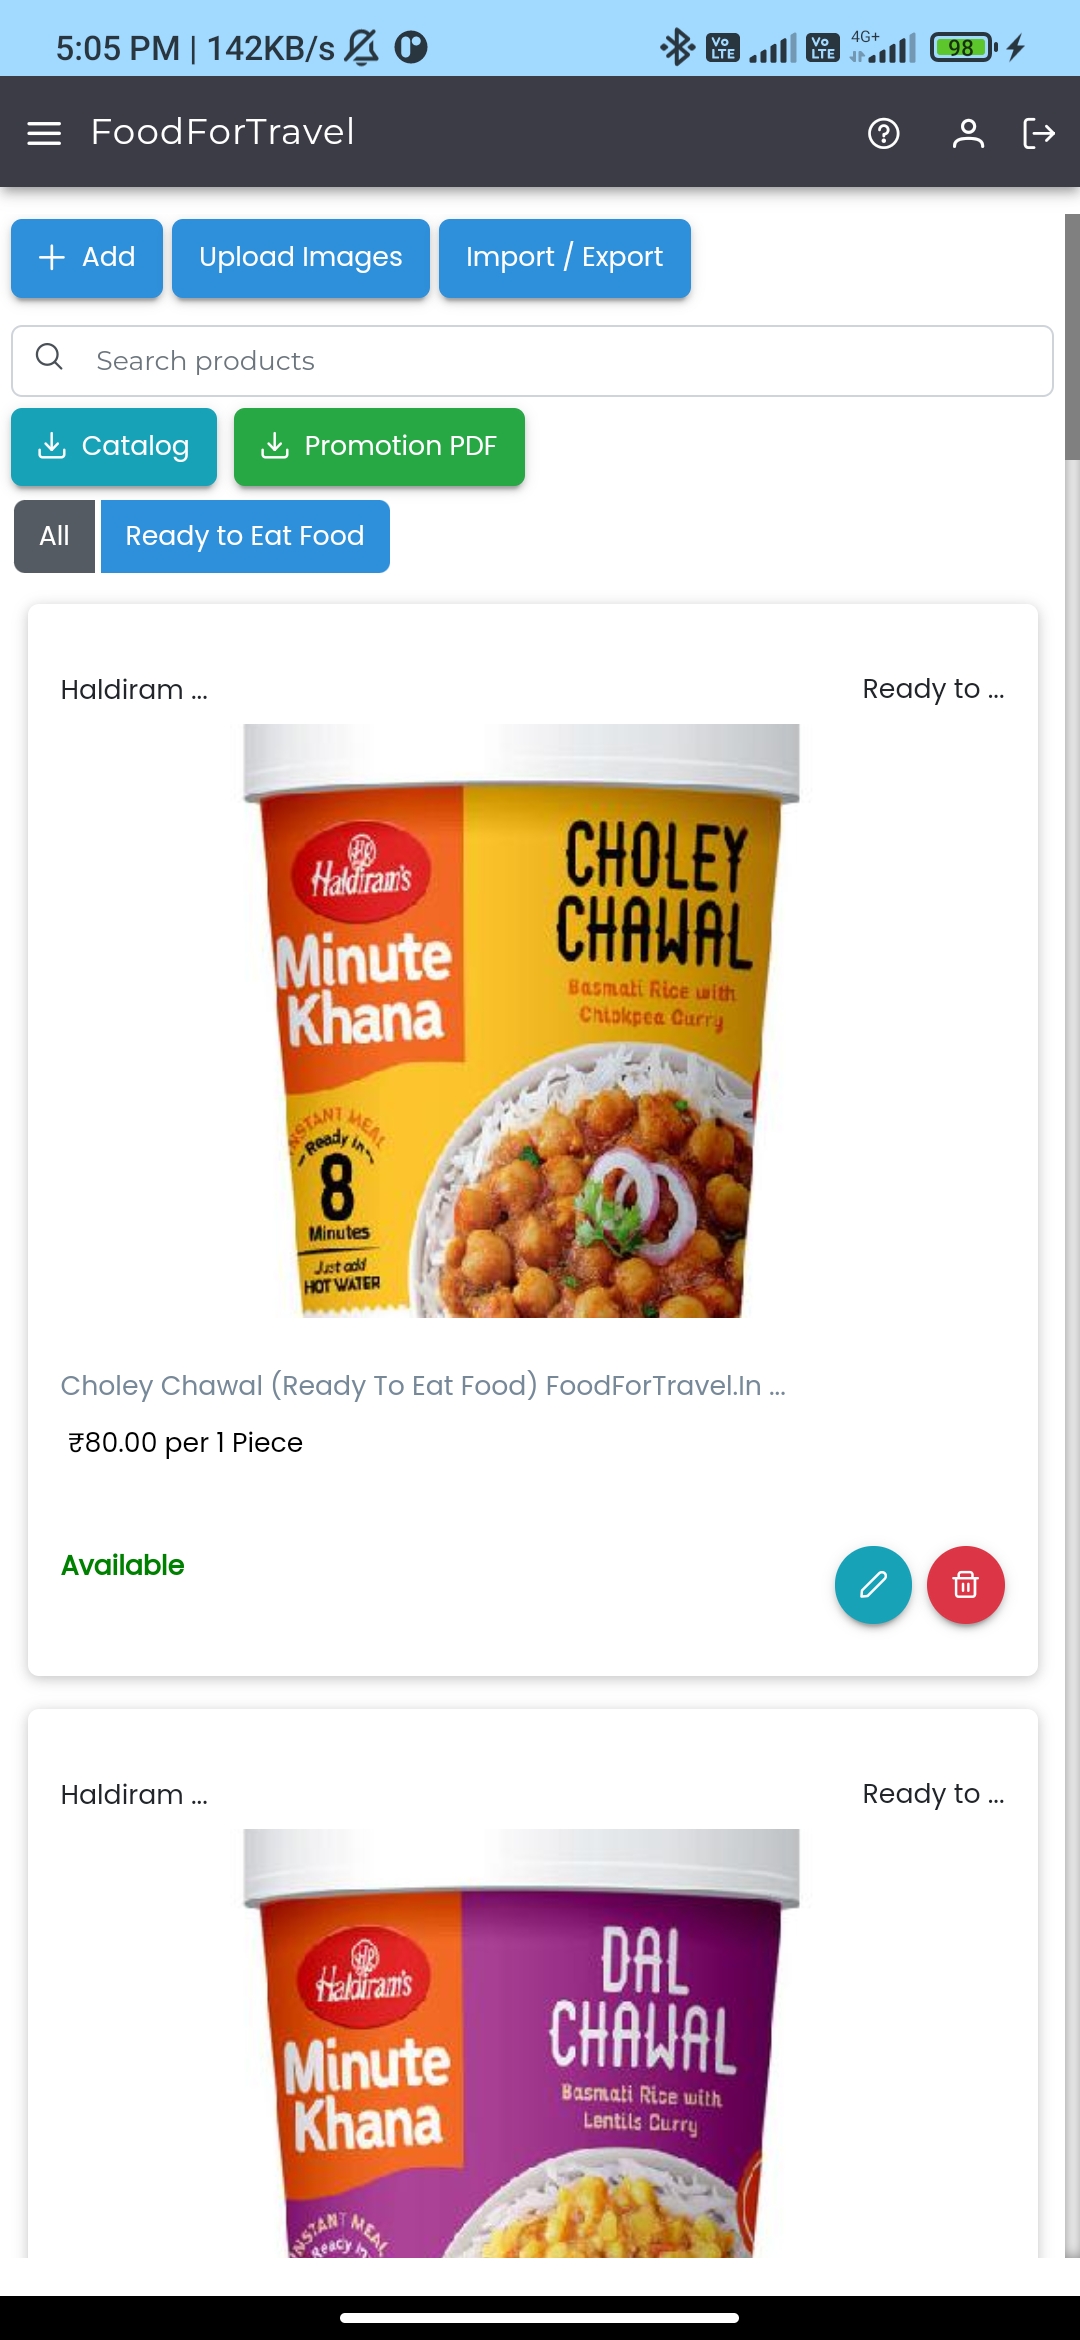 5:05 PM | 142KB/s
Vo LTE
Vo LTE
4G+
98
FoodForTravel
Add
Upload Images
Import / Export
Search products
Catalog
Promotion PDF
All
Ready to Eat Food
Haldiram ...
Ready to ...
Haldiram's
Minute
Khana
CHOLEY
CHAWAL
Basmati Rice with
Chickpea Curry
INSTANT MEAL
Ready in
8
Minutes
Just add
HOT WATER
Choley Chawal (Ready To Eat Food) FoodForTravel.In ...
₹80.00 per 1 Piece
Available
Haldiram ...
Ready to ...
Haldiram's
Minute
Khana
DAL
CHAWAL
Basmati Rice with
Lentils Curry
INSTANT MEAL
Ready in